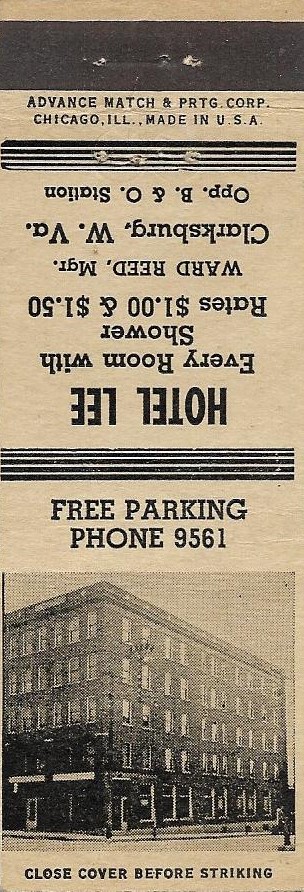 ADVANCE MATCH & PRTG. CORP.
CHICAGO, ILL., MADE IN U.S.A.
HOTEL LEE
Every Room with
Shower
Rates $1.00 & $1.50
WARD REED, Mgr.
Clarksburg, W. Va.
Opp. B. & O. Station
FREE PARKING
PHONE 9561
CLOSE COVER BEFORE STRIKING